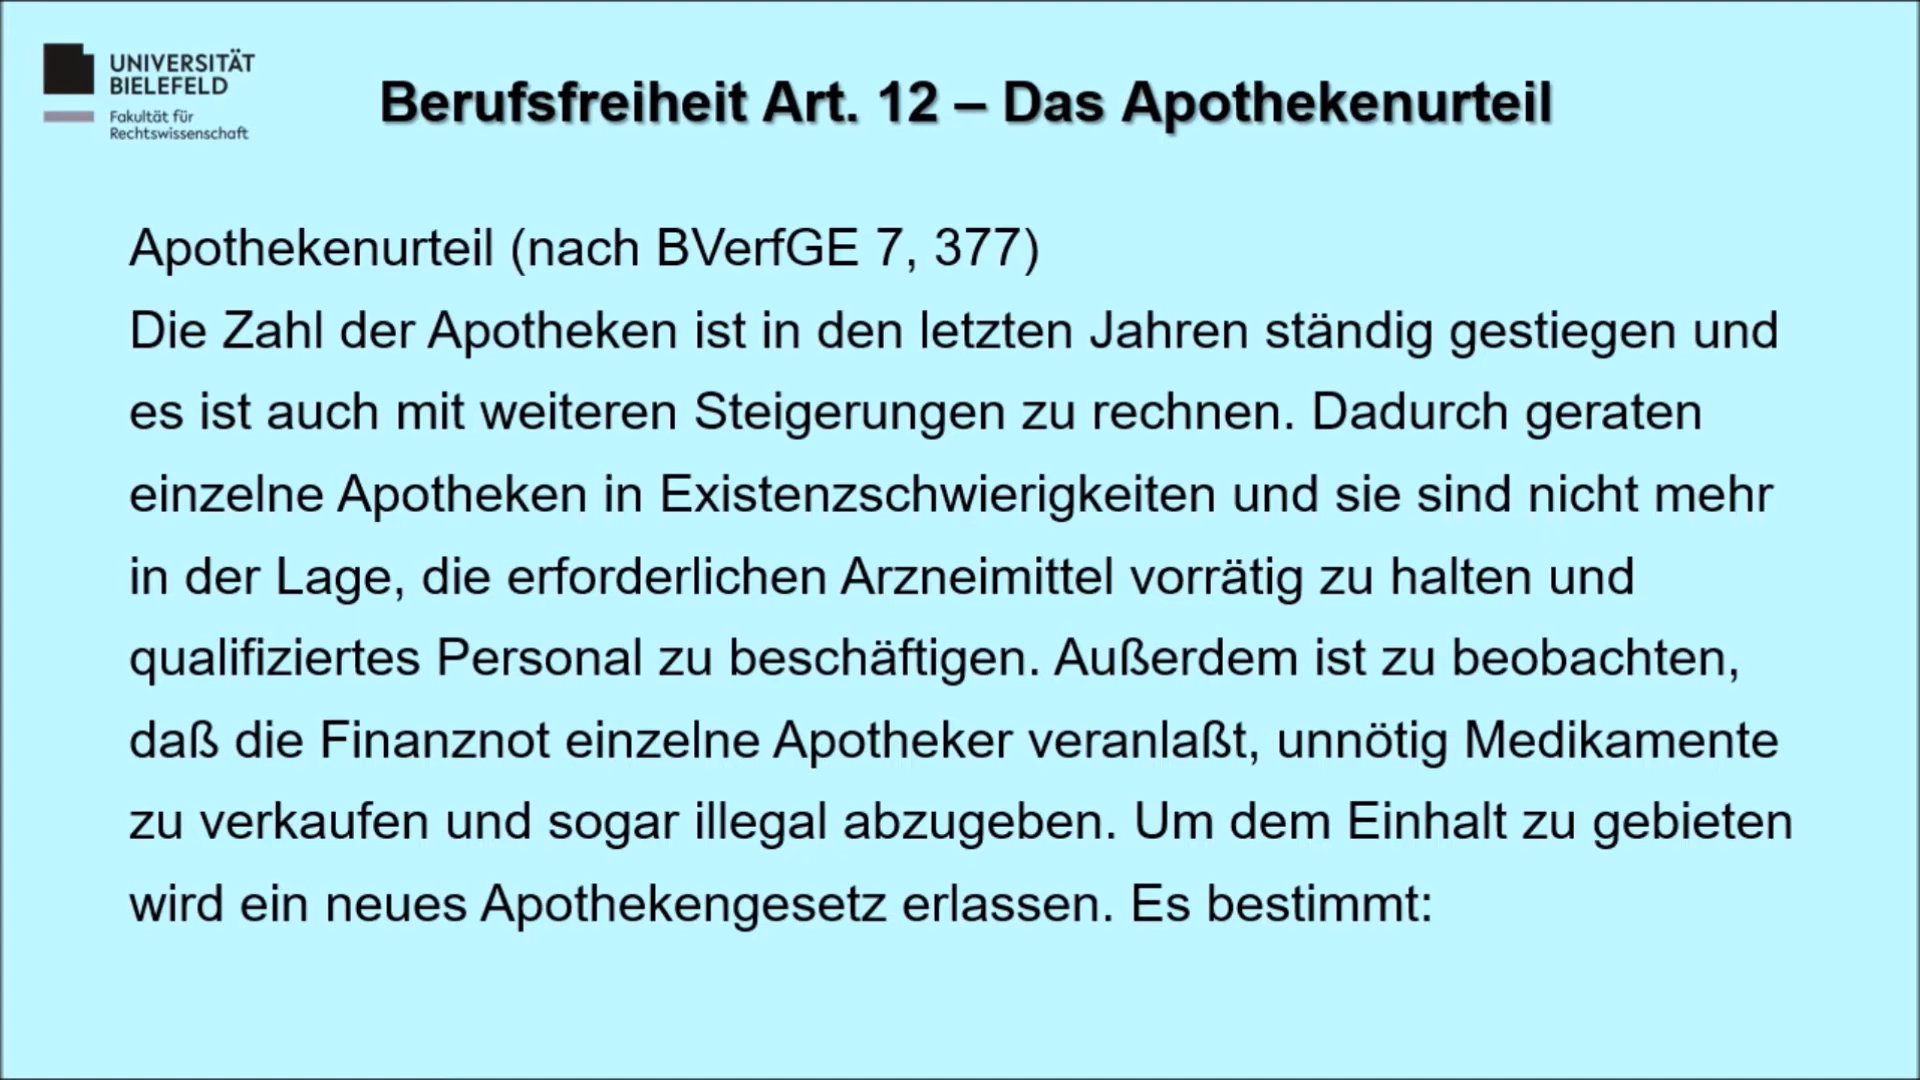 UNIVERSITÄT
BIELEFELD
Fakultät für
Rechtswissenschaft
Berufsfreiheit Art. 12 – Das Apothekenurteil
Apothekenurteil (nach BVerfGE 7, 377)
Die Zahl der Apotheken ist in den letzten Jahren ständig gestiegen und
es ist auch mit weiteren Steigerungen zu rechnen. Dadurch geraten
einzelne Apotheken in Existenzschwierigkeiten und sie sind nicht mehr
in der Lage, die erforderlichen Arzneimittel vorrätig zu halten und
qualifiziertes Personal zu beschäftigen. Außerdem ist zu beobachten,
daß die Finanznot einzelne Apotheker veranlaßt, unnötig Medikamente
zu verkaufen und sogar illegal abzugeben. Um dem Einhalt zu gebieten
wird ein neues Apothekengesetz erlassen. Es bestimmt: